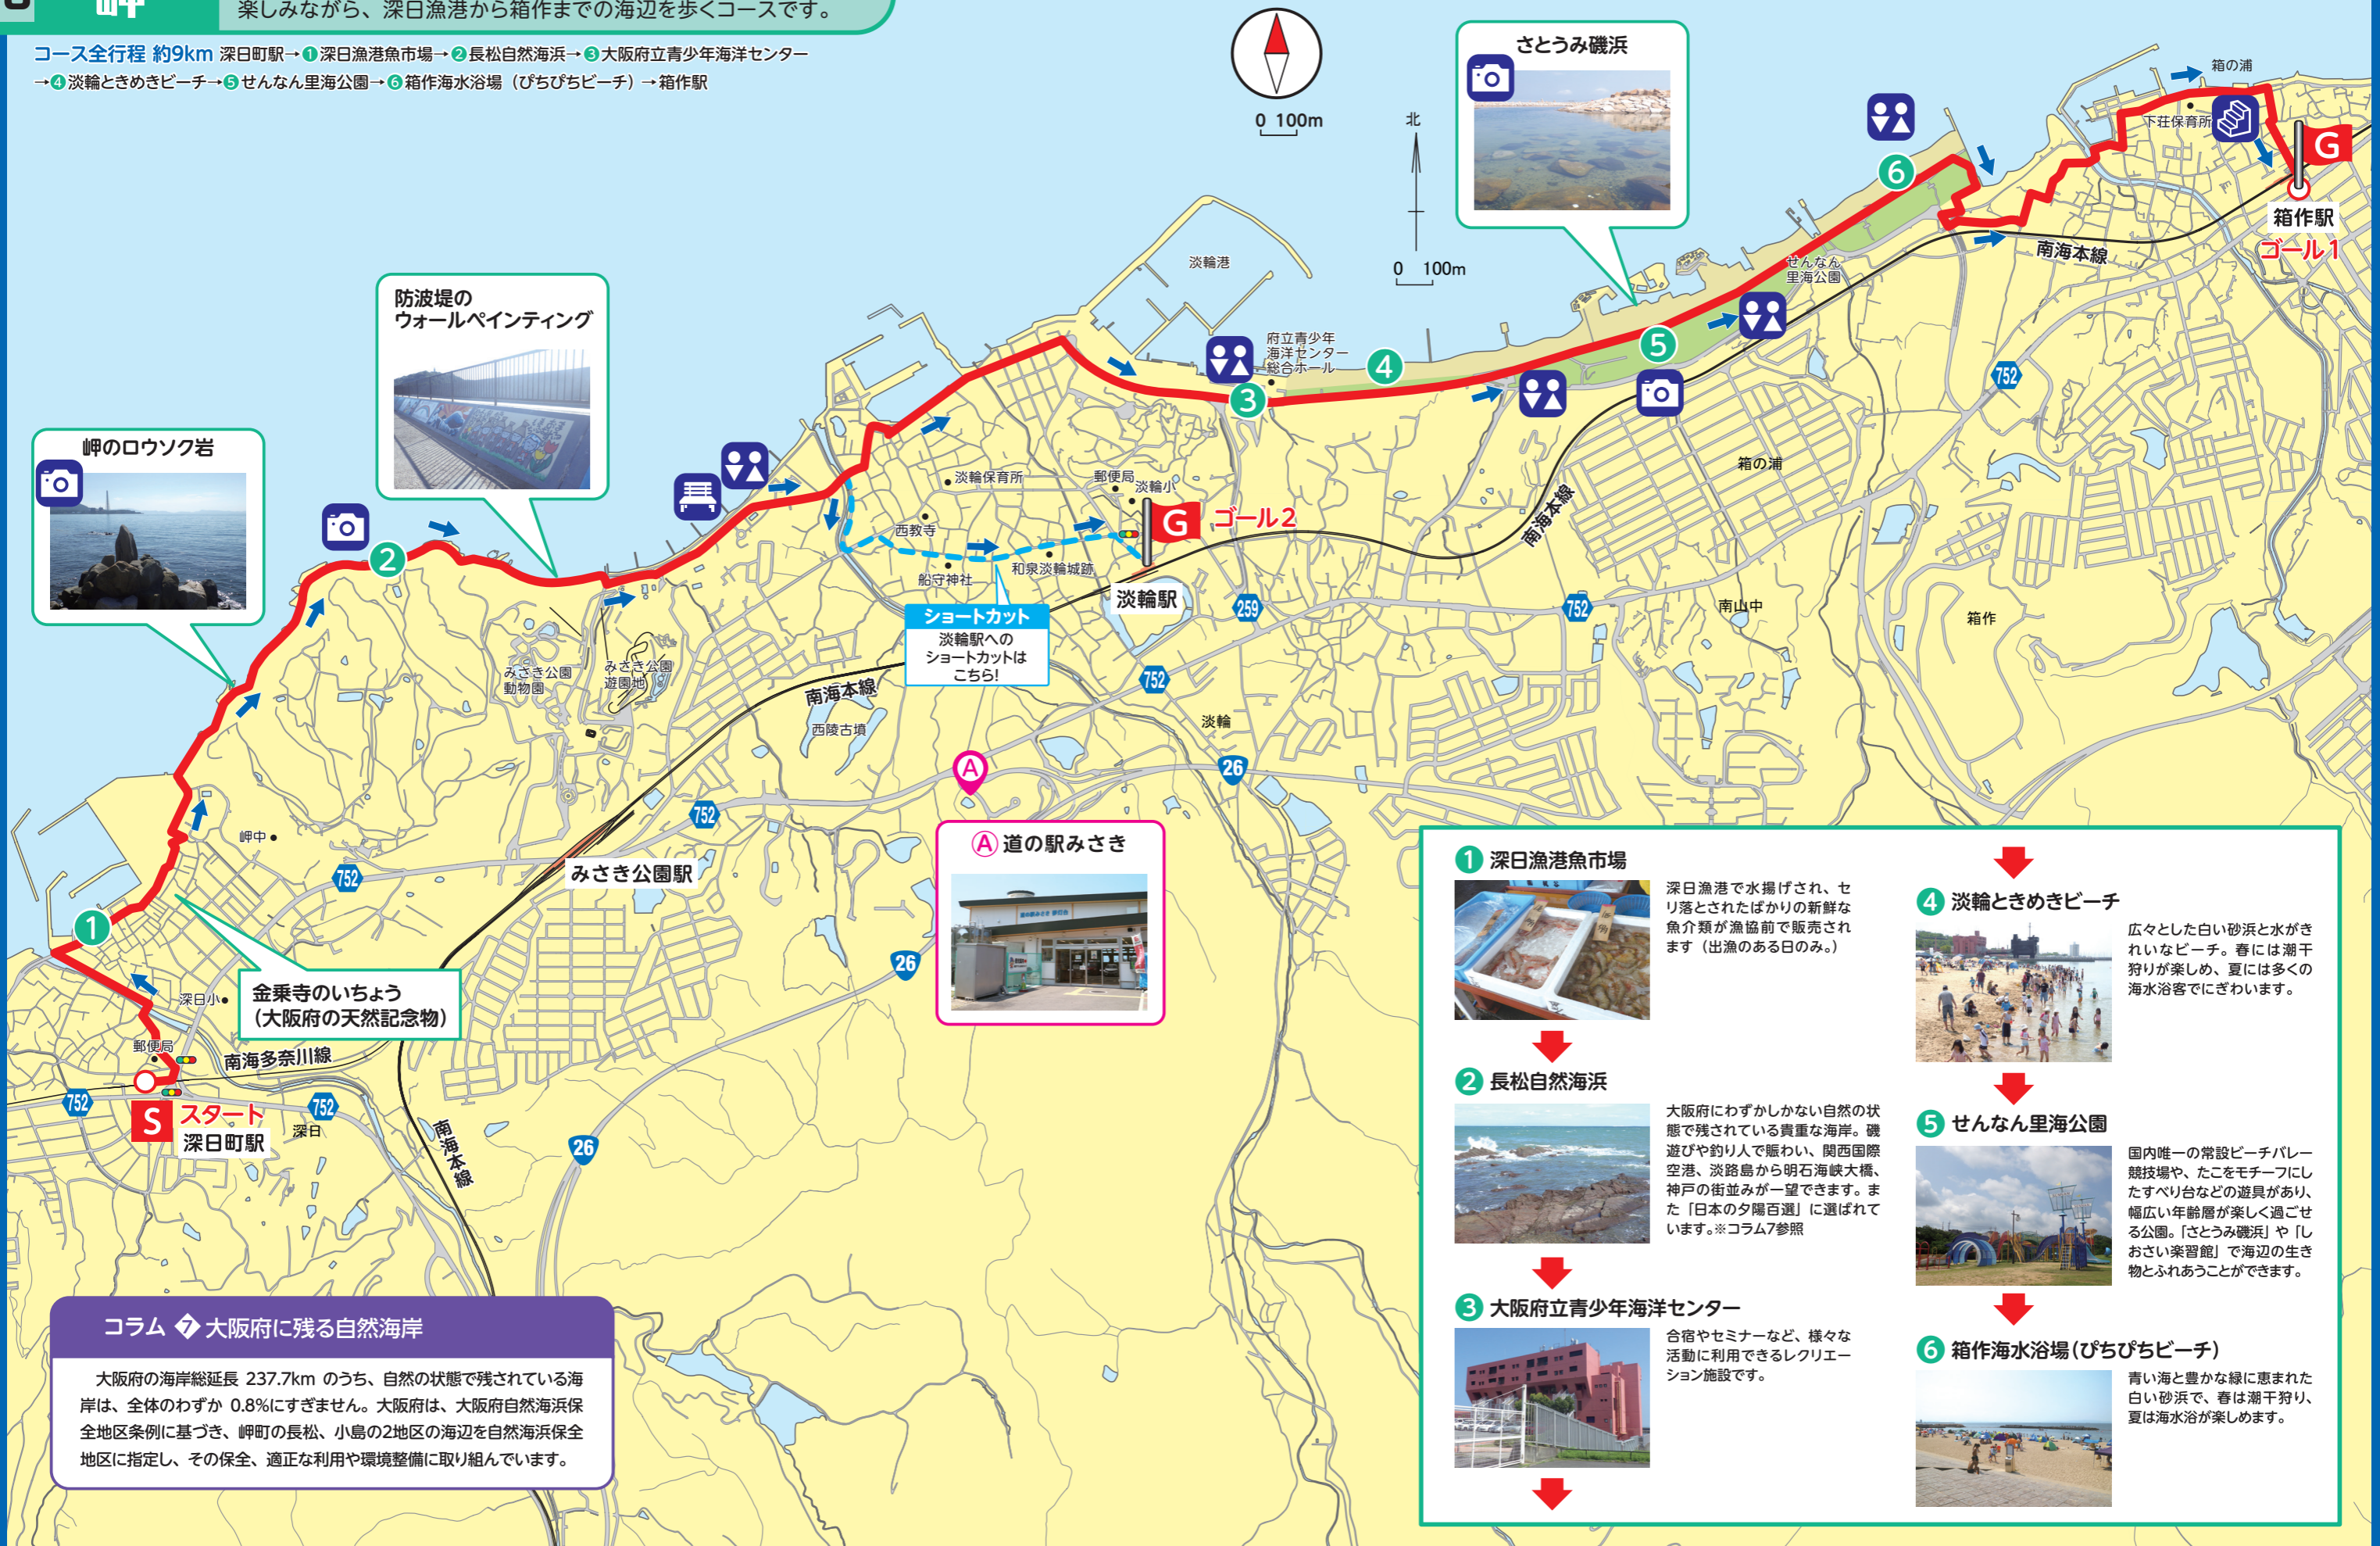 岬
楽しみながら、深日漁港から箱作までの海辺を歩くコースです。
コース全行程 約9km 深日町駅→①深日漁港魚市場→②長松自然海浜→③大阪府立青少年海洋センター
→④淡輪ときめきビーチ→⑤せんなん里海公園→⑥箱作海水浴場（ぴちぴちビーチ）→箱作駅
0 100m
北
0 100m
さとうみ磯浜
箱の浦
下荘保育所
G
箱作駅
ゴール1
南海本線
6
せんなん
里海公園
5
752
淡輪港
府立青少年
海洋センター
総合ホール
4
3
防波堤の
ウォールペインティング
岬のロウソク岩
2
淡輪保育所
郵便局
淡輪小
西教寺
G
ゴール2
船守神社
和泉淡輪城跡
淡輪駅
ショートカット
淡輪駅への
ショートカットは
こちら!
259
752
752
南海本線
箱の浦
南山中
箱作
みさき公園
動物園
みさき公園
遊園地
南海本線
西陵古墳
淡輪
A
26
752
岬中
752
みさき公園駅
Ⓐ 道の駅みさき
26
1
金乗寺のいちょう
（大阪府の天然記念物）
深日小
郵便局
南海多奈川線
752
752
S
スタート
深日町駅
深日
南海本線
26
コラム 7 大阪府に残る自然海岸
大阪府の海岸総延長 237.7km のうち、自然の状態で残されている海
岸は、全体のわずか 0.8%にすぎません。大阪府は、大阪府自然海浜保
全地区条例に基づき、岬町の長松、小島の2地区の海辺を自然海浜保全
地区に指定し、その保全、適正な利用や環境整備に取り組んでいます。
① 深日漁港魚市場
深日漁港で水揚げされ、セ
リ落とされたばかりの新鮮な
魚介類が漁協前で販売され
ます（出漁のある日のみ。）
② 長松自然海浜
大阪府にわずかしかない自然の状
態で残されている貴重な海岸。磯
遊びや釣り人で賑わい、関西国際
空港、淡路島から明石海峡大橋、
神戸の街並みが一望できます。ま
た「日本の夕陽百選」に選ばれて
います。※コラム7参照
③ 大阪府立青少年海洋センター
合宿やセミナーなど、様々な
活動に利用できるレクリエー
ション施設です。
④ 淡輪ときめきビーチ
広々とした白い砂浜と水がき
れいなビーチ。春には潮干
狩りが楽しめ、夏には多くの
海水浴客でにぎわいます。
⑤ せんなん里海公園
国内唯一の常設ビーチバレー
競技場や、たこをモチーフにし
たすべり台などの遊具があり、
幅広い年齢層が楽しく過ごせ
る公園。「さとうみ磯浜」や「し
おさい楽習館」で海辺の生き
物とふれあうことができます。
⑥ 箱作海水浴場（ぴちぴちビーチ）
青い海と豊かな緑に恵まれた
白い砂浜で、春は潮干狩り、
夏は海水浴が楽しめます。